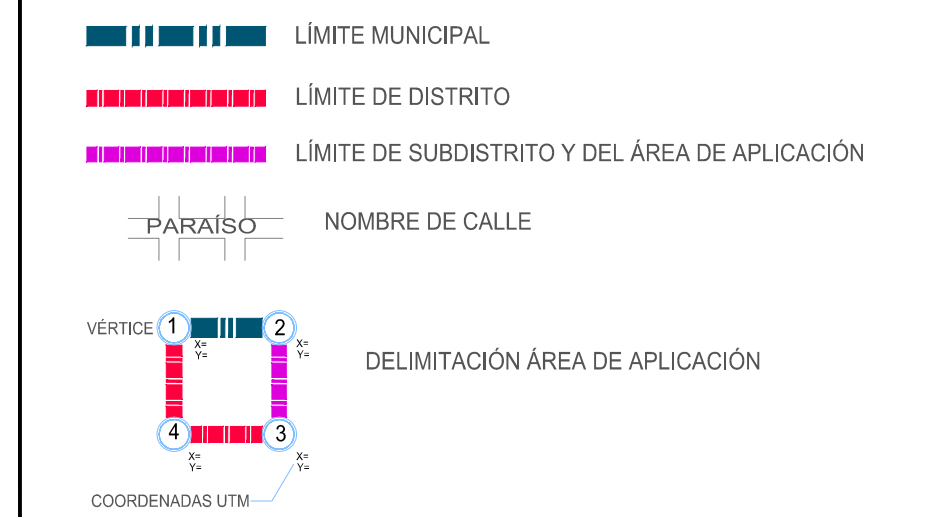 LÍMITE MUNICIPAL
LÍMITE DE DISTRITO
LÍMITE DE SUBDISTRITO Y DEL ÁREA DE APLICACIÓN
PARAÍSO
NOMBRE DE CALLE
VÉRTICE
1
2
X=
Y=
X=
Y=
DELIMITACIÓN ÁREA DE APLICACIÓN
4
3
X=
Y=
X=
Y=
COORDENADAS UTM